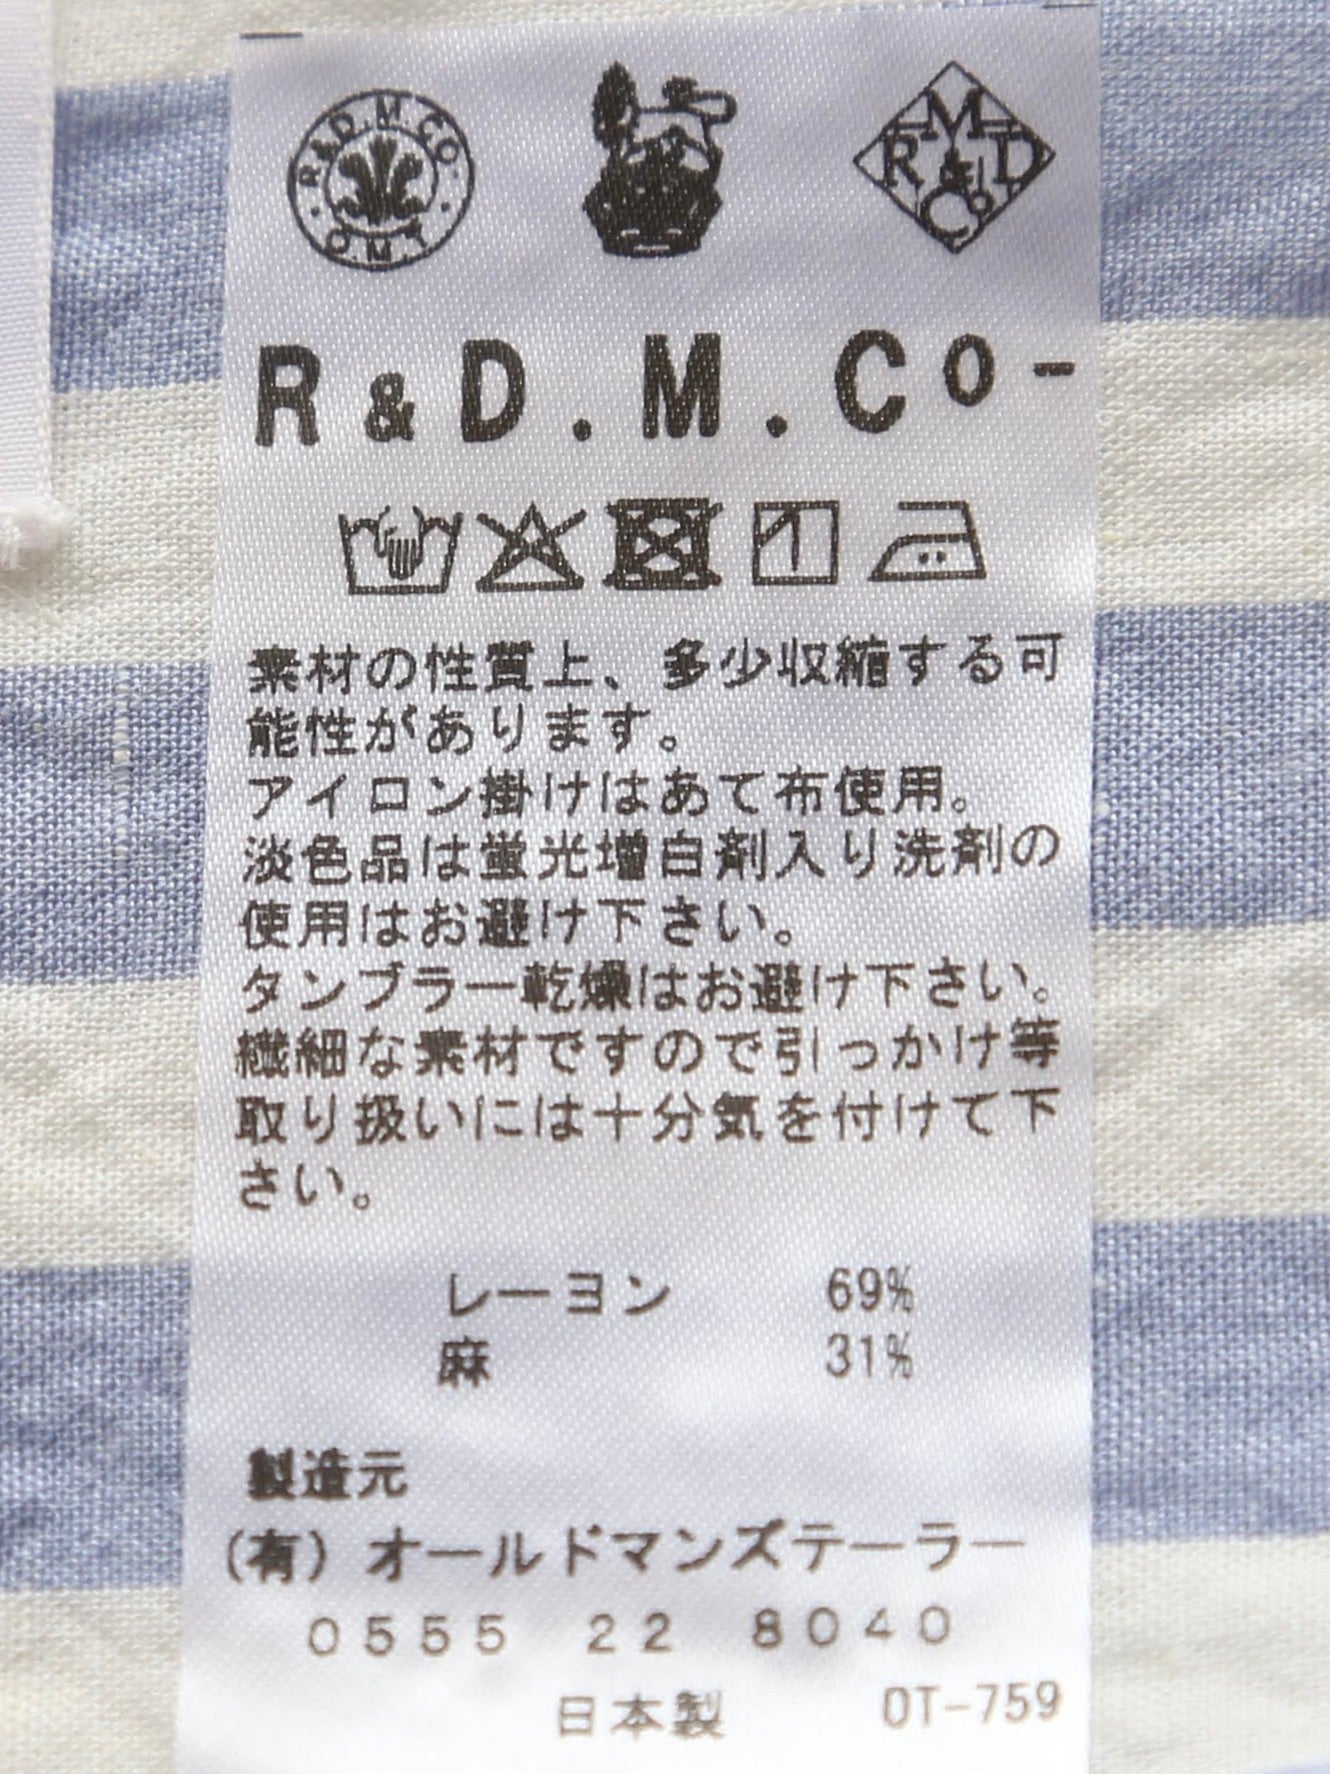 R&D.M.CO.
O.M.T
M
R&D
Co
R&D.M.Co-
素材の性質上、多少収縮する可
能性があります。
アイロン掛けはあて布使用。
淡色品は蛍光増白剤入り洗剤の
使用はお避け下さい。
タンブラー乾燥はお避け下さい。
繊細な素材ですので引っかけ等
取り扱いには十分気を付けて下
さい。
レーヨン 69%
麻 31%
製造元
(有)オールドマンズテーラー
0555 22 8040
日本製 OT-759